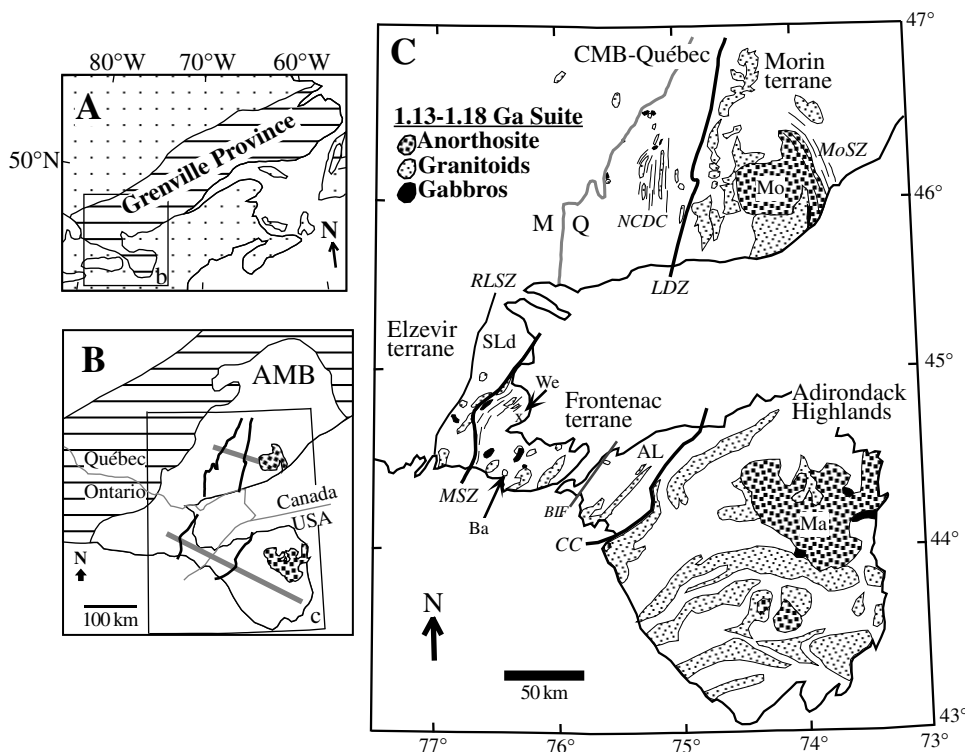 80°W 70°W 60°W
A
50°N
Grenville Province
N
b
B
AMB
Québec
Ontario
Canada
USA
N
100 km
c
C
CMB-Québec
Morin
terrane
1.13-1.18 Ga Suite
Anorthosite
Granitoids
Gabbros
MoSZ
Mo
M Q
NCDC
LDZ
RLSZ
Elzevir
terrane
SLd
We
x
Frontenac
terrane
Adirondack
Highlands
AL
MSZ
Ba
BIF
CC
Ma
N
50 km
47°
46°
45°
44°
43°
77° 76° 75° 74° 73°